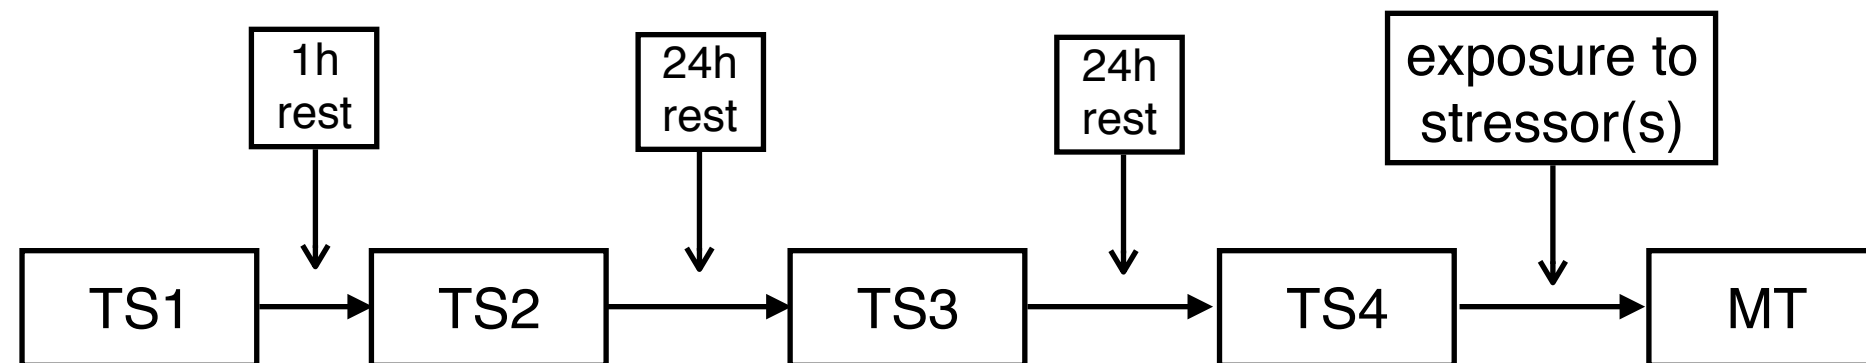 1h
rest
24h
rest
24h
rest
exposure to
stressor(s)
TS1
TS2
TS3
TS4
MT